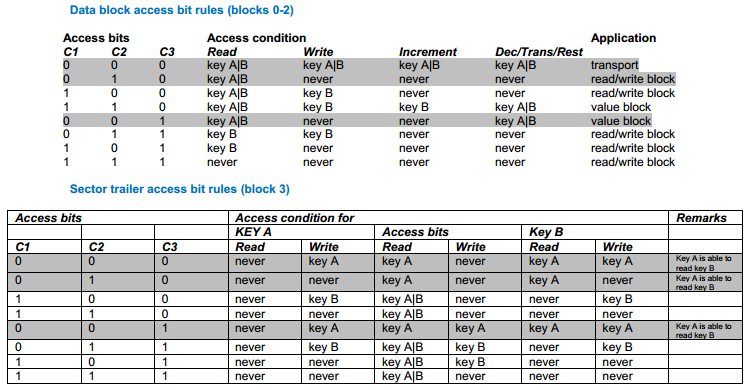 Data block access bit rules (blocks 0-2)
Access bits Access condition Application
C1 C2 C3 Read Write Increment Dec/Trans/Rest
0 0 0 key A|B key A|B key A|B key A|B transport
0 1 0 key A|B never never never read/write block
1 0 0 key A|B key B never never read/write block
1 1 0 key A|B key B key B key A|B value block
0 0 1 key A|B never never key A|B value block
0 1 1 key B key B never never read/write block
1 0 1 key B never never never read/write block
1 1 1 never never never never read/write block
Sector trailer access bit rules (block 3)
Access bits Access condition for Remarks
KEY A Access bits Key B
C1 C2 C3 Read Write Read Write Read Write
0 0 0 never key A key A never key A key A Key A is able to
read key B
0 1 0 never never key A never key A never Key A is able to
read key B
1 0 0 never key B key A|B never never key B
1 1 0 never never key A|B never never never
0 0 1 never key A key A key A key A key A Key A is able to
read key B
0 1 1 never key B key A|B key B never key B
1 0 1 never never key A|B key B never never
1 1 1 never never key A|B never never never